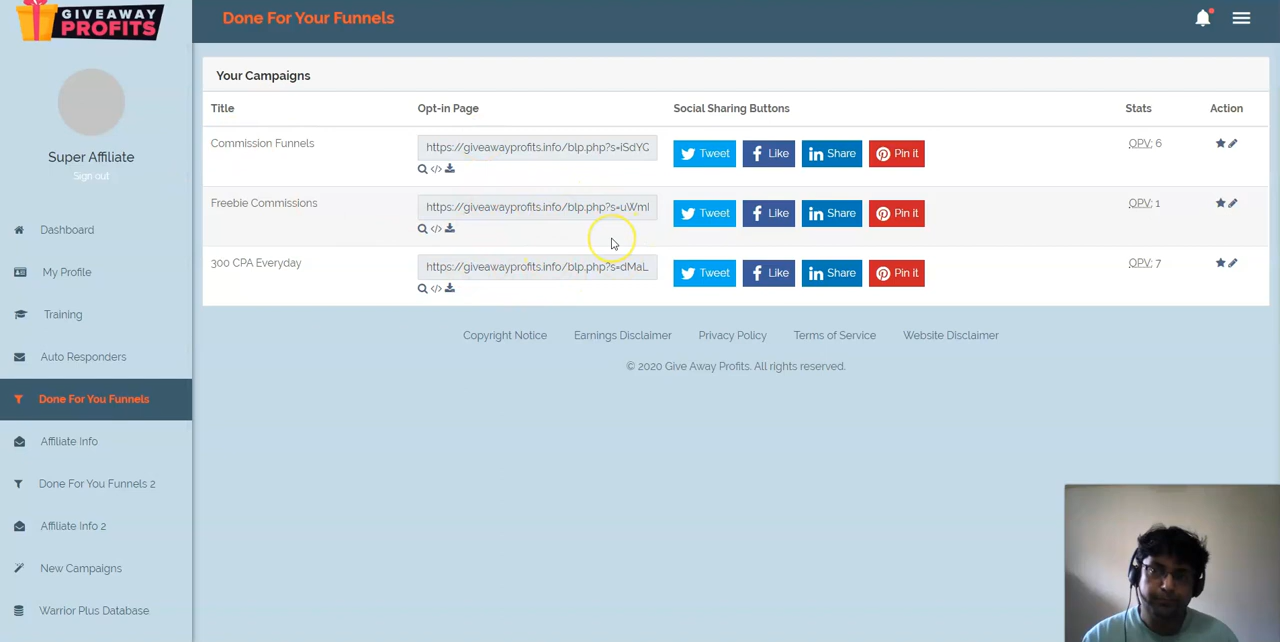 GIVEAWAY
PROFITS
Done For Your Funnels
Super Affiliate
Sign out
Dashboard
My Profile
Training
Auto Responders
Done For You Funnels
Affiliate Info
Done For You Funnels 2
Affiliate Info 2
New Campaigns
Warrior Plus Database
Your Campaigns
Title Opt-in Page Social Sharing Buttons Stats Action
Commission Funnels https://giveawayprofits.info/blp.php?s=iSdYC Tweet Like Share Pin it OPV: 6
Freebie Commissions https://giveawayprofits.info/blp.php?s=uWmI Tweet Like Share Pin it OPV: 1
300 CPA Everyday https://giveawayprofits.info/blp.php?s=dMaL Tweet Like Share Pin it OPV: 7
Copyright Notice Earnings Disclaimer Privacy Policy Terms of Service Website Disclaimer
© 2020 Give Away Profits. All rights reserved.